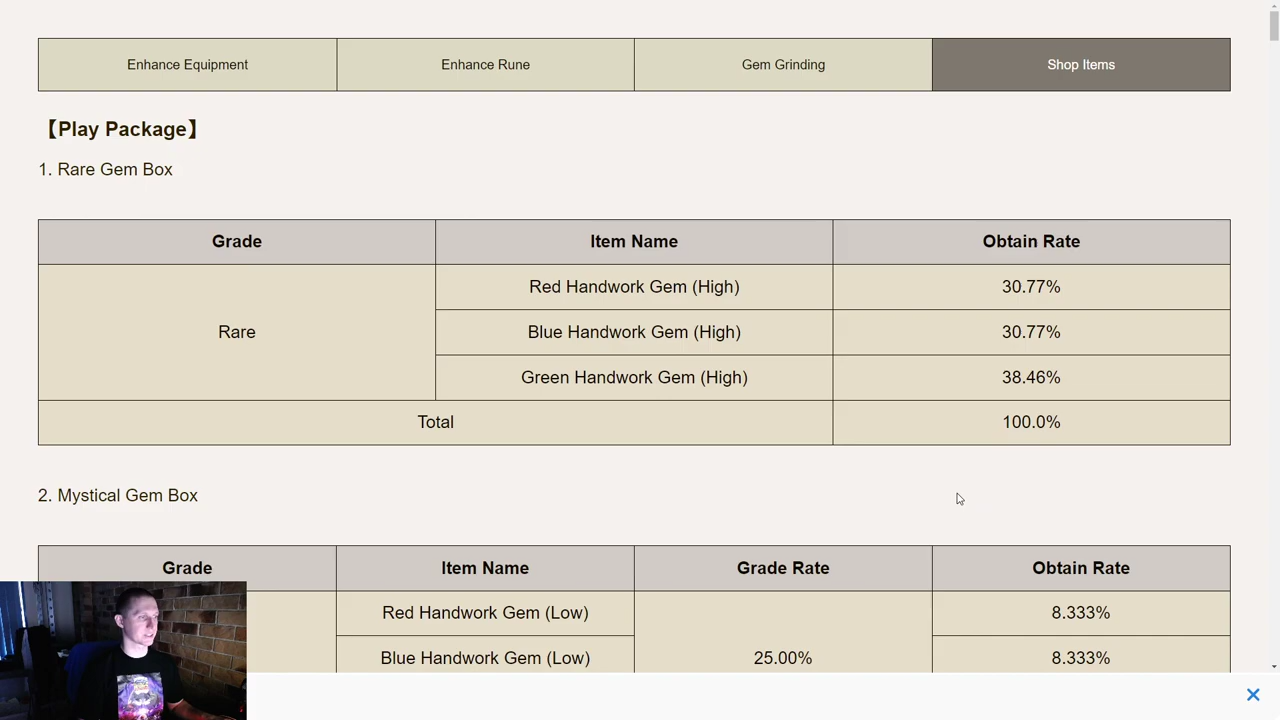 Enhance Equipment
Enhance Rune
Gem Grinding
Shop Items
【Play Package】
1. Rare Gem Box
Grade
Item Name
Obtain Rate
Rare
Red Handwork Gem (High)
30.77%
Blue Handwork Gem (High)
30.77%
Green Handwork Gem (High)
38.46%
Total
100.0%
2. Mystical Gem Box
Grade
Item Name
Grade Rate
Obtain Rate
Red Handwork Gem (Low)
8.333%
Blue Handwork Gem (Low)
25.00%
8.333%